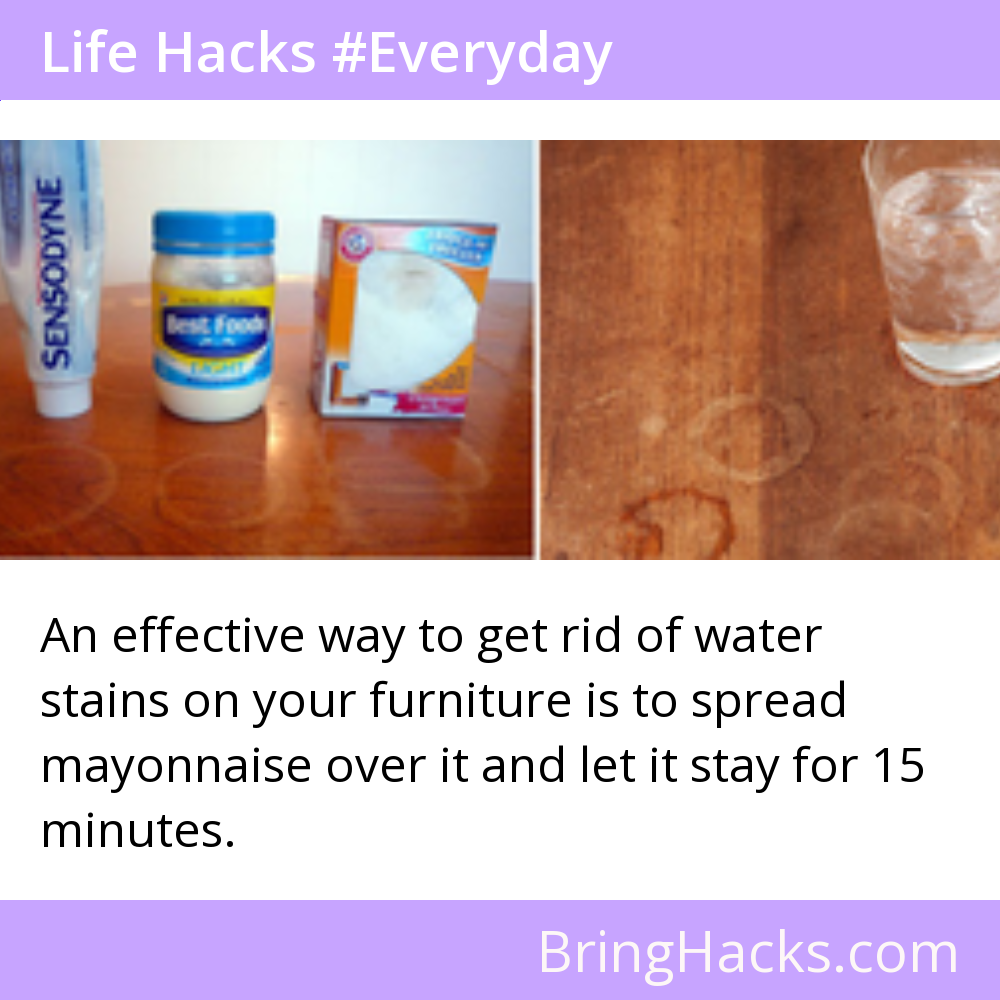 Life Hacks #Everyday
SENSODYNE
Best Foods
LIGHT
An effective way to get rid of water
stains on your furniture is to spread
mayonnaise over it and let it stay for 15
minutes.
BringHacks.com